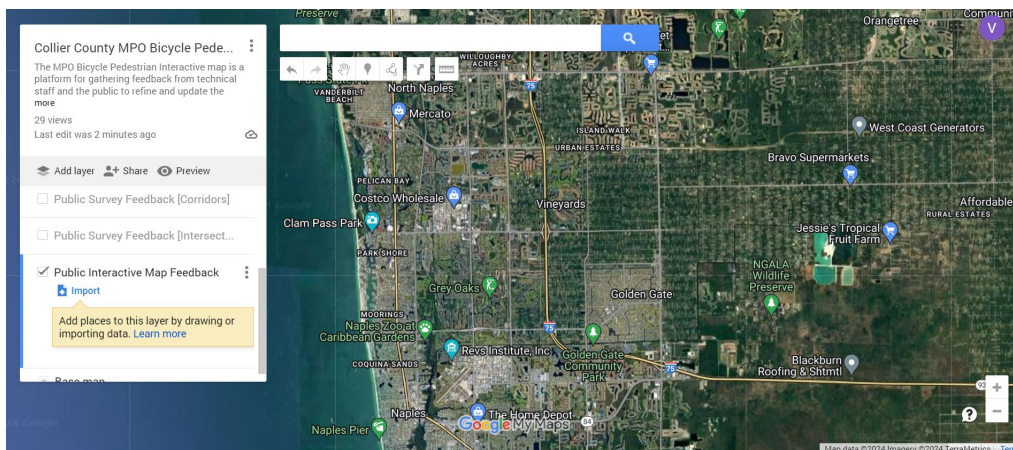 Collier County MPO Bicycle Pede...
The MPO Bicycle Pedestrian Interactive map is a
platform for gathering feedback from technical
staff and the public to refine and update the
more
29 views
Last edit was 2 minutes ago
Add layer
Share
Preview
Public Survey Feedback [Corridors]
Public Survey Feedback [Intersect...
Public Interactive Map Feedback
Import
Add places to this layer by drawing or
importing data. Learn more
Base map
Preserve
Orangetree
V
WILLOUGHBY
ACRES
VANDERBILT
BEACH
North Naples
75
Mercato
ISLAND WALK
URBAN ESTATES
West Coast Generators
Bravo Supermarkets
PELICAN BAY
Costco Wholesale
Vineyards
Affordable
RURAL ESTATES
Clam Pass Park
Jessie's Tropical
Fruit Farm
PARK SHORE
NGALA
Wildlife
Preserve
Grey Oaks
Golden Gate
MOORINGS
Naples Zoo at
Caribbean Gardens
75
Revs Institute, Inc
Golden Gate
Community
Park
COQUINA SANDS
75
Blackburn
Roofing & Shtmtl
93
Naples
The Home Depot
84
Google My Maps
Naples Pier
Map data ©2024 Imagery ©2024 TerraMetrics